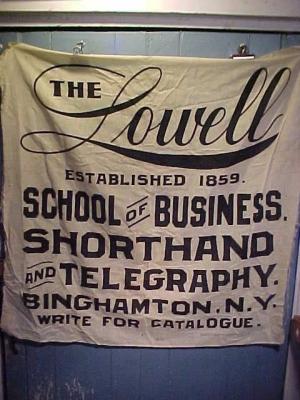 THE Lowell
ESTABLISHED 1859.
SCHOOL OF BUSINESS.
SHORTHAND
AND TELEGRAPHY.
BINGHAMTON, N.Y.
WRITE FOR CATALOGUE.